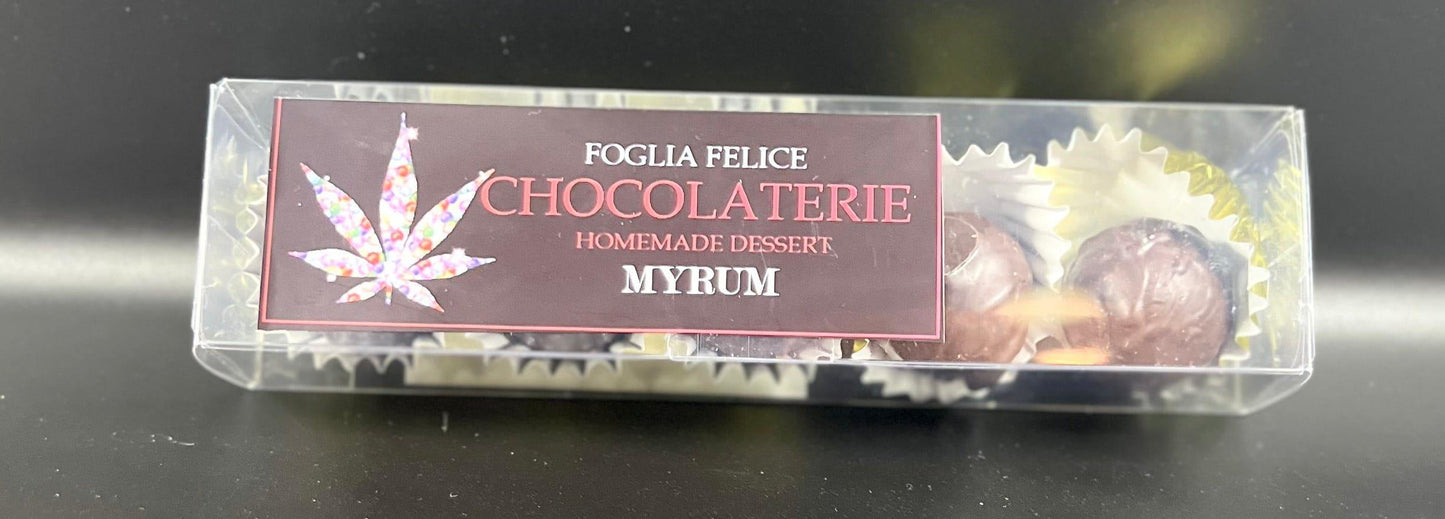 FOGLIA FELICE
CHOCOLATERIE
HOMEMADE DESSERT
MYRUM